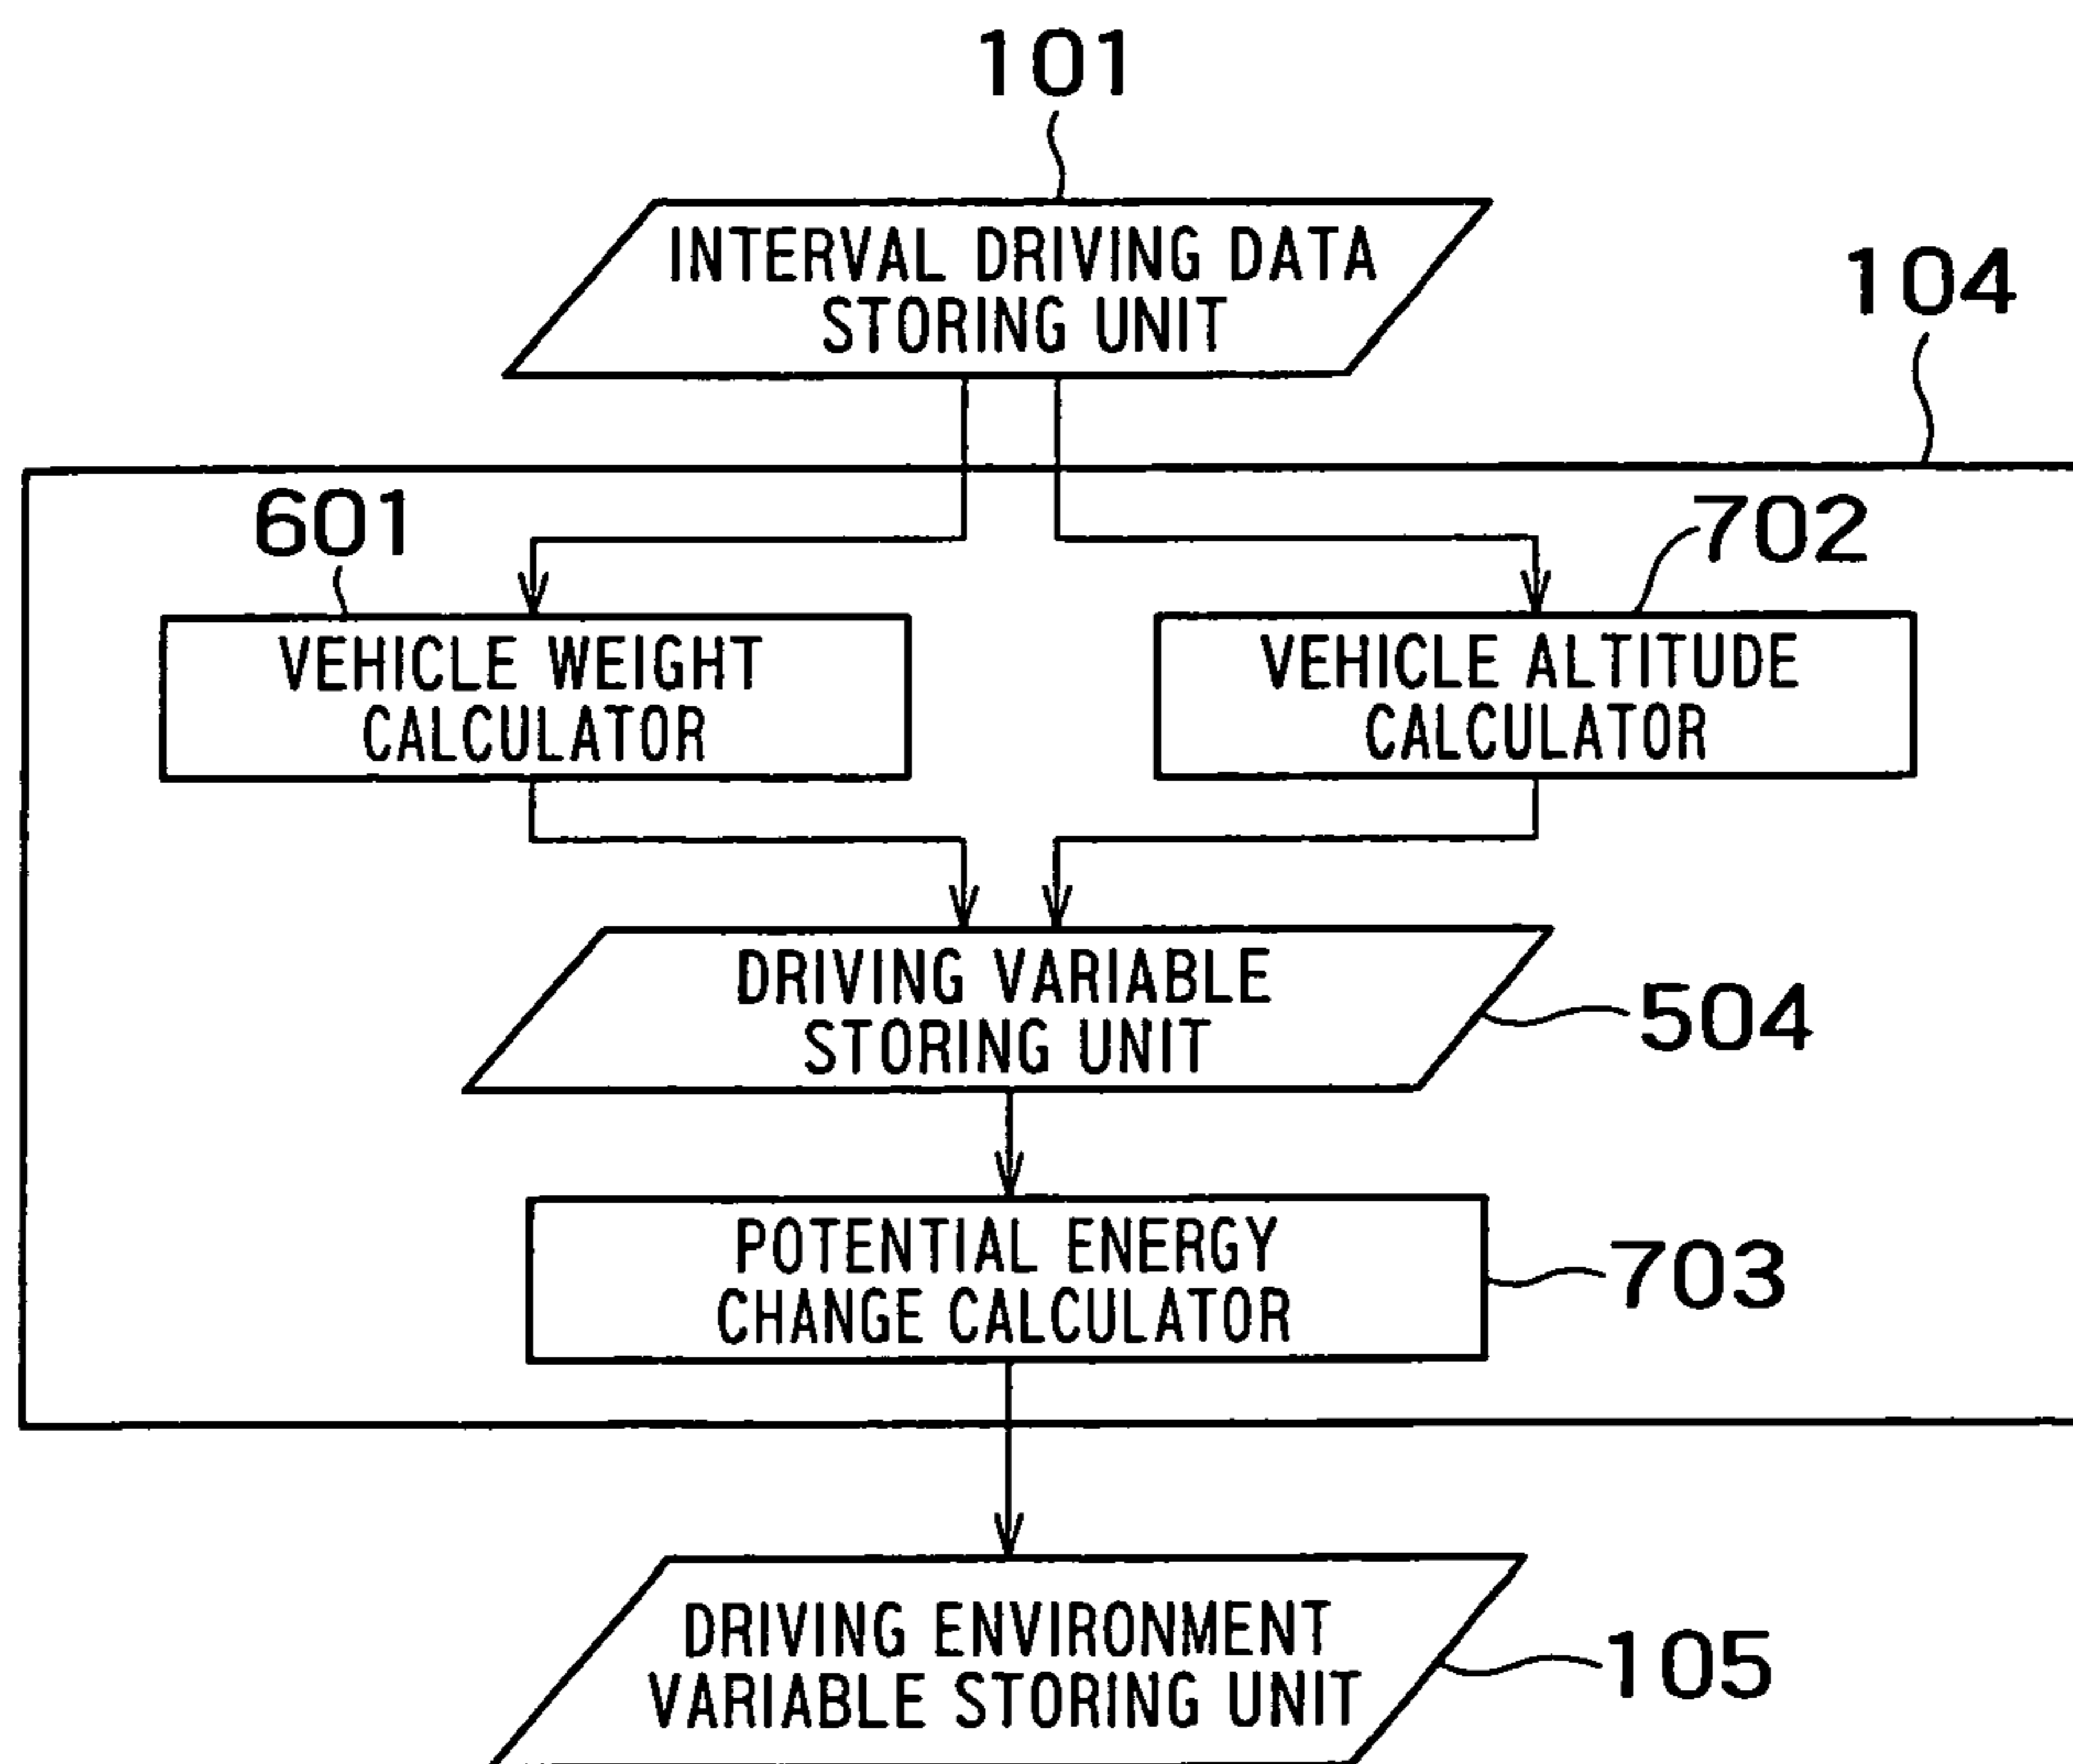 101
INTERVAL DRIVING DATA
STORING UNIT
104
601
702
VEHICLE WEIGHT
CALCULATOR
VEHICLE ALTITUDE
CALCULATOR
DRIVING VARIABLE
STORING UNIT
504
POTENTIAL ENERGY
CHANGE CALCULATOR
703
DRIVING ENVIRONMENT
VARIABLE STORING UNIT
105